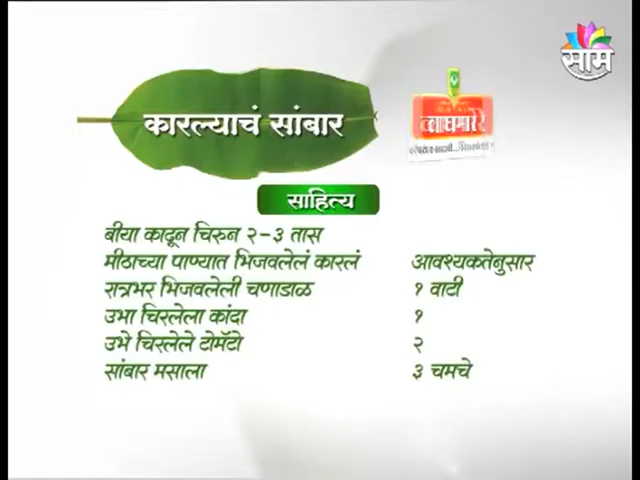 साम
कारल्याचं सांबार
वाघमारे
साहित्य
बीया काढून चिरुन २-३ तास
मीठाच्या पाण्यात भिजवलेलं कारलं आवश्यकतेनुसार
रात्रभर भिजवलेली चणाडाळ १ वाटी
उभा चिरलेला कांदा १
उभे चिरलेले टोमॅटो २
सांबार मसाला ३ चमचे